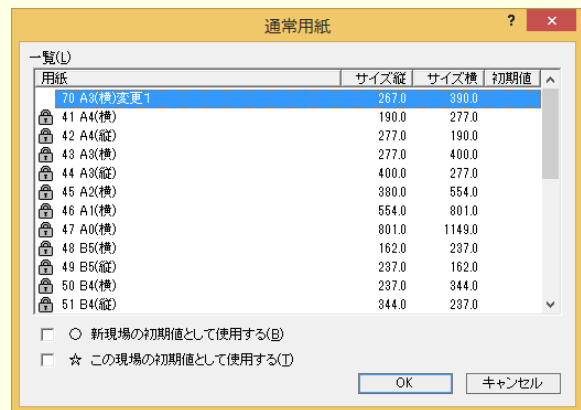 通常用紙
? ×
一覧(L)
用紙 サイズ縦 サイズ横 初期値
70 A3(横)変更1 267.0 390.0
41 A4(横) 190.0 277.0
42 A4(縦) 277.0 190.0
43 A3(横) 277.0 400.0
44 A3(縦) 400.0 277.0
45 A2(横) 380.0 554.0
46 A1(横) 554.0 801.0
47 A0(横) 801.0 1149.0
48 B5(横) 162.0 237.0
49 B5(縦) 237.0 162.0
50 B4(横) 237.0 344.0
51 B4(縦) 344.0 237.0
○ 新現場の初期値として使用する(B)
☆ この現場の初期値として使用する(T)
OK キャンセル